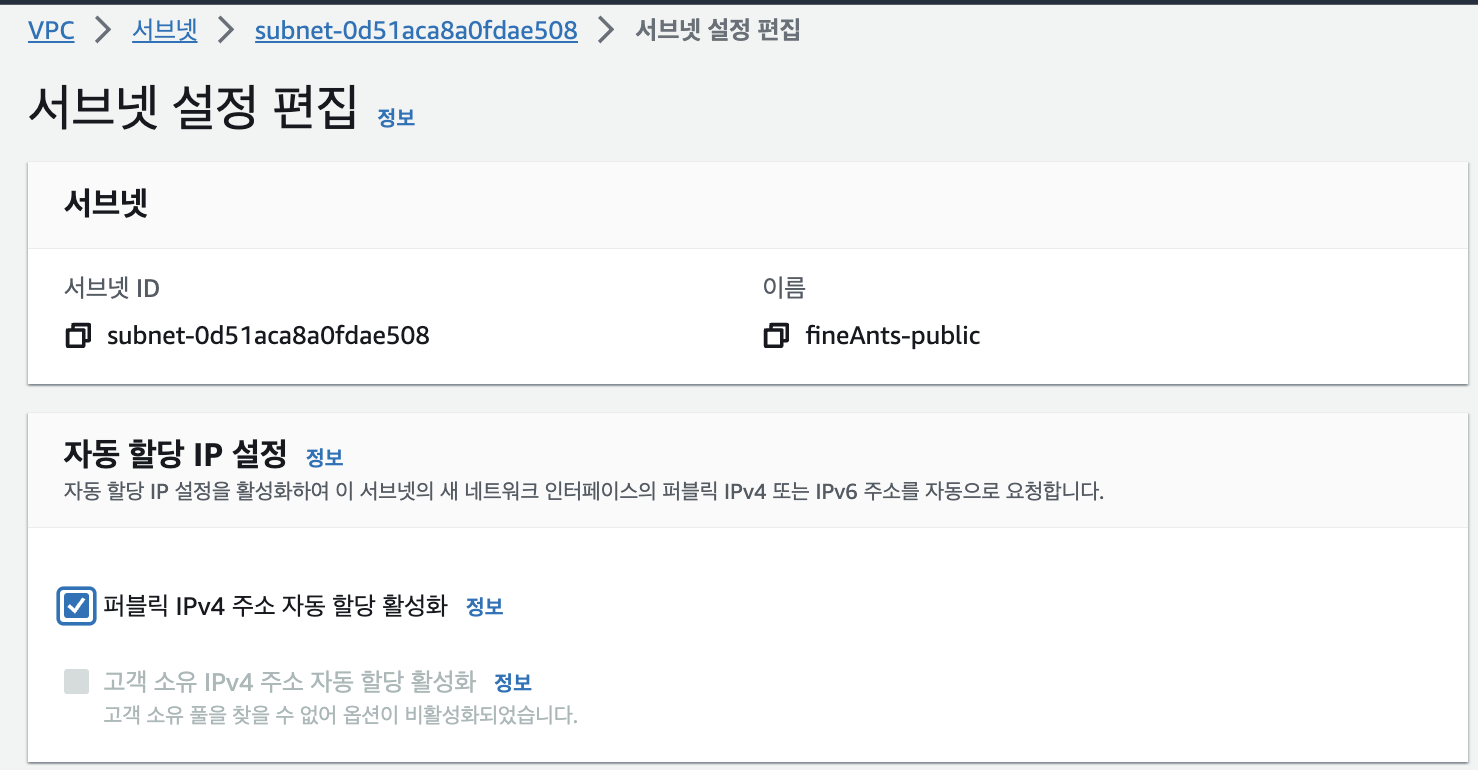 VPC > 서브넷 > subnet-0d51aca8a0fdae508 > 서브넷 설정 편집
서브넷 설정 편집 정보
서브넷
서브넷 ID 이름
subnet-0d51aca8a0fdae508 fineAnts-public
자동 할당 IP 설정 정보
자동 할당 IP 설정을 활성화하여 이 서브넷의 새 네트워크 인터페이스의 퍼블릭 IPv4 또는 IPv6 주소를 자동으로 요청합니다.
퍼블릭 IPv4 주소 자동 할당 활성화 정보
고객 소유 IPv4 주소 자동 할당 활성화 정보
고객 소유 풀을 찾을 수 없어 옵션이 비활성화되었습니다.